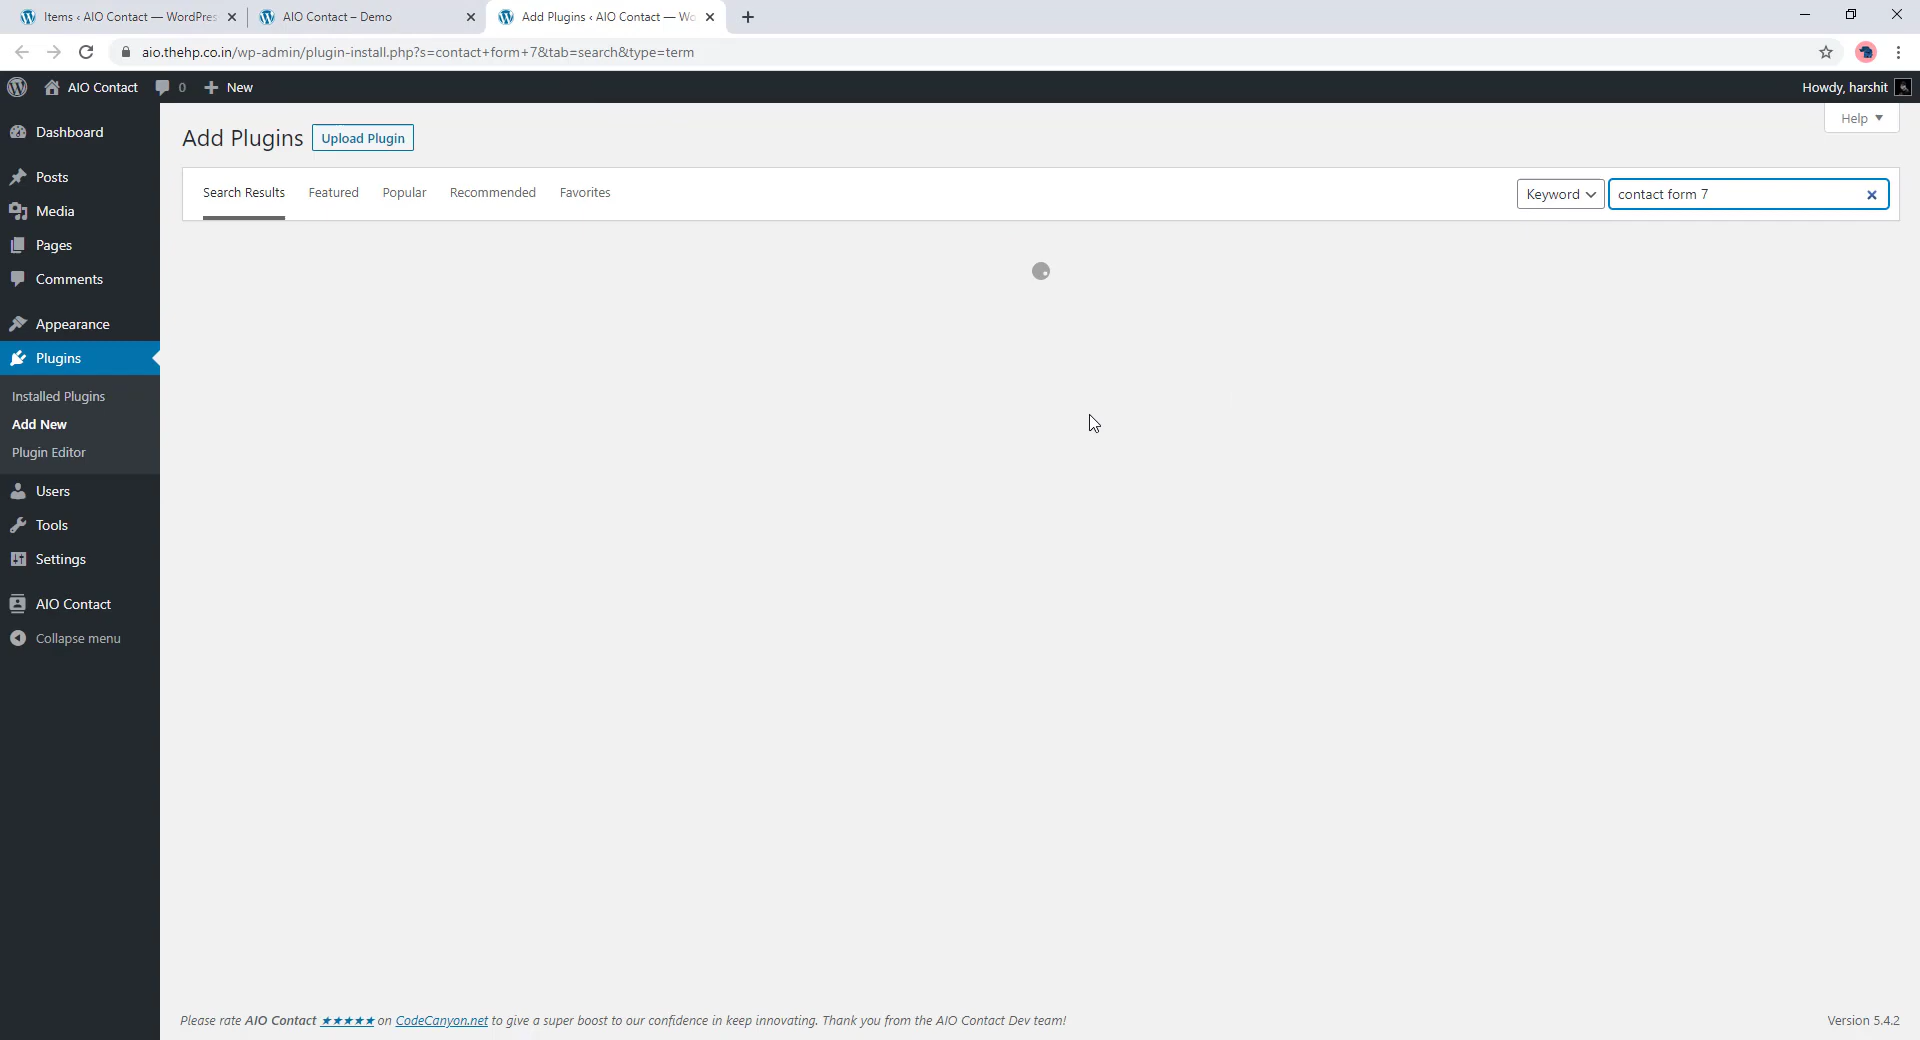 Items ‹ AIO Contact — WordPres
AIO Contact – Demo
Add Plugins ‹ AIO Contact — Wo
aio.thehp.co.in/wp-admin/plugin-install.php?s=contact+form+7&tab=search&type=term
AIO Contact
0
New
Howdy, harshit
Help
Add Plugins
Upload Plugin
Search Results
Featured
Popular
Recommended
Favorites
Keyword
contact form 7
Dashboard
Posts
Media
Pages
Comments
Appearance
Plugins
Installed Plugins
Add New
Plugin Editor
Users
Tools
Settings
AIO Contact
Collapse menu
Please rate AIO Contact ★★★★★ on CodeCanyon.net to give a super boost to our confidence in keep innovating. Thank you from the AIO Contact Dev team!
Version 5.4.2